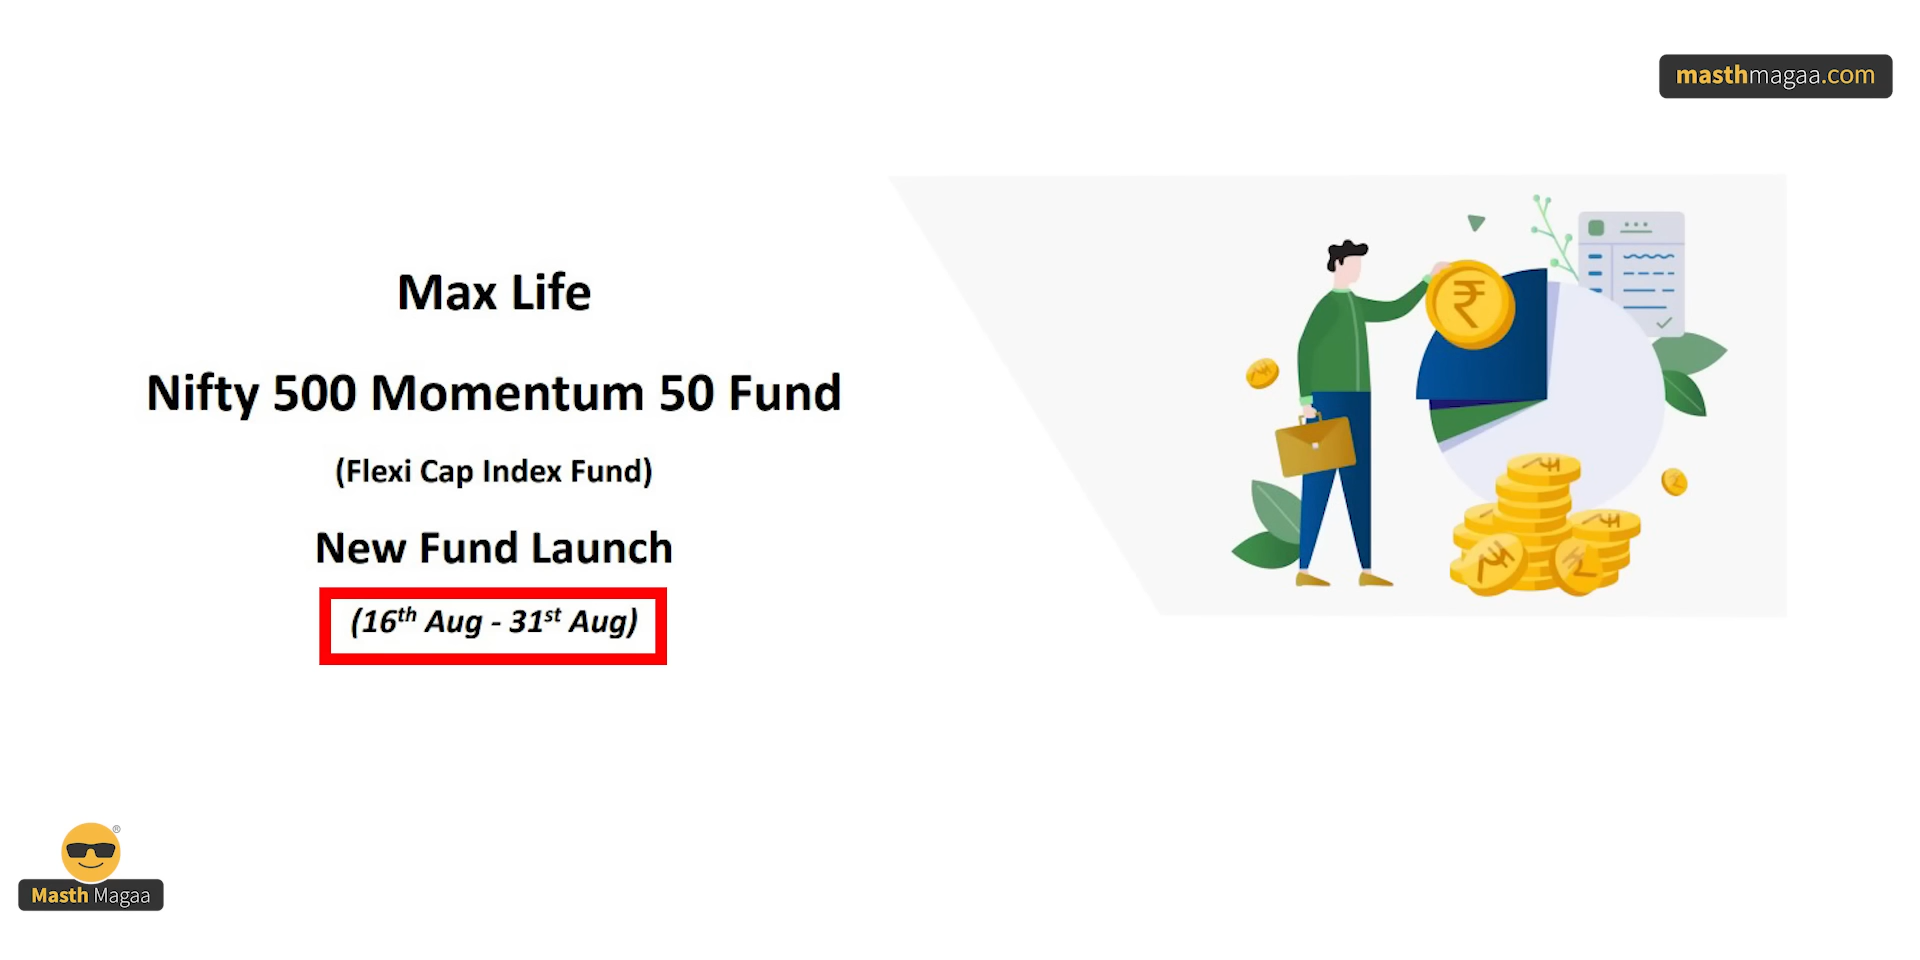 masthmagaa.com
Max Life
Nifty 500 Momentum 50 Fund
(Flexi Cap Index Fund)
New Fund Launch
(16th Aug - 31st Aug)
₹
®
Masth Magaa